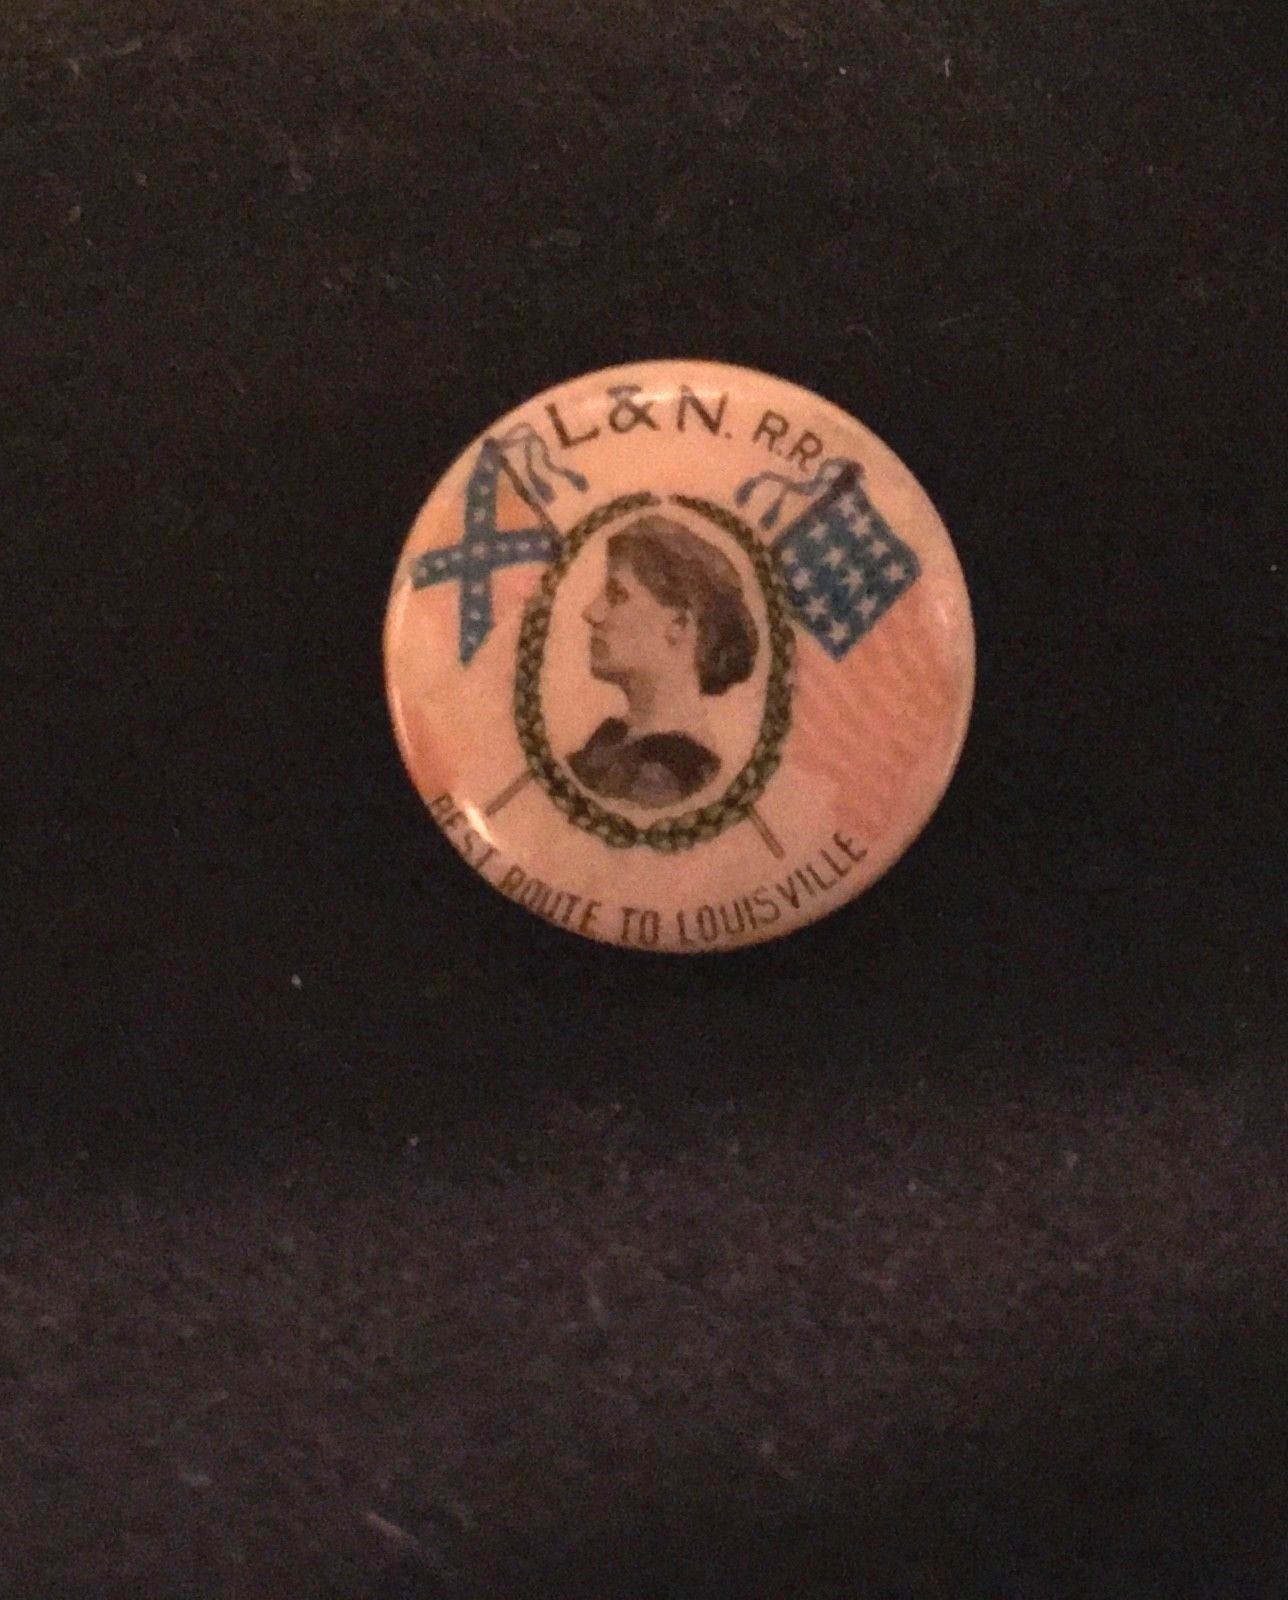 L & N. R.R.
BEST ROUTE TO LOUISVILLE